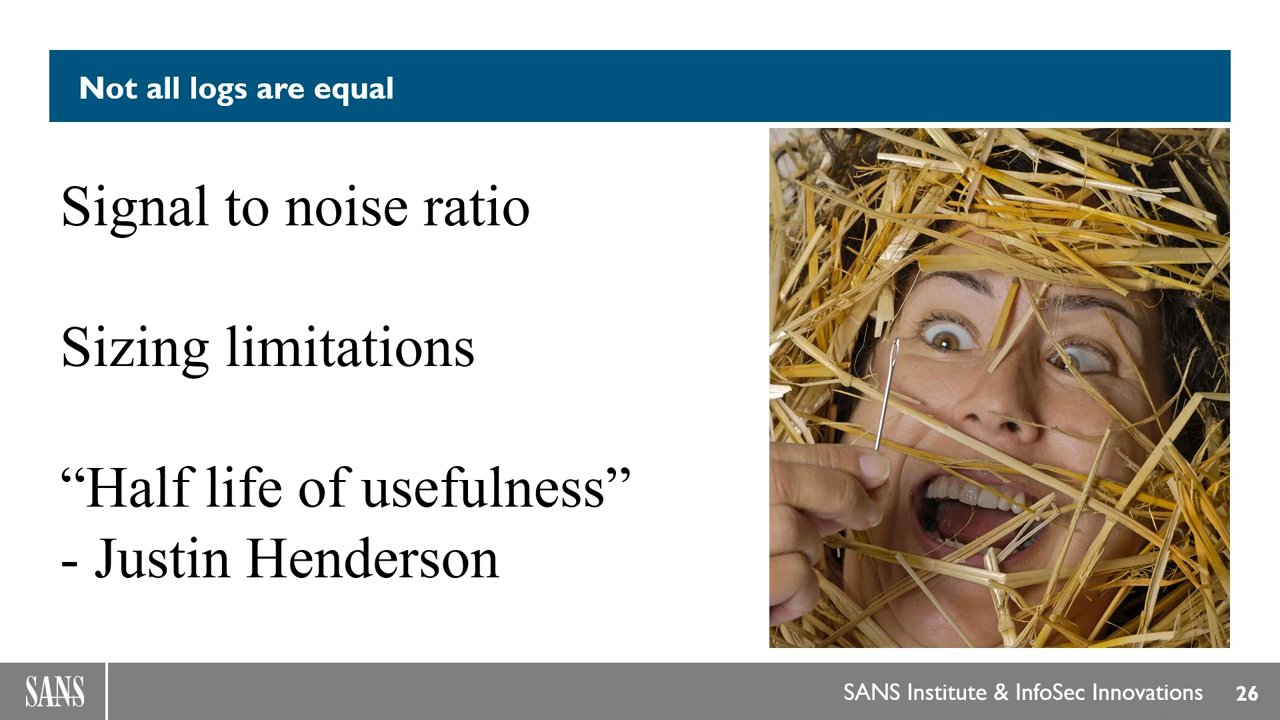 Not all logs are equal
Signal to noise ratio
Sizing limitations
“Half life of usefulness”
- Justin Henderson
SANS
SANS Institute & InfoSec Innovations
26